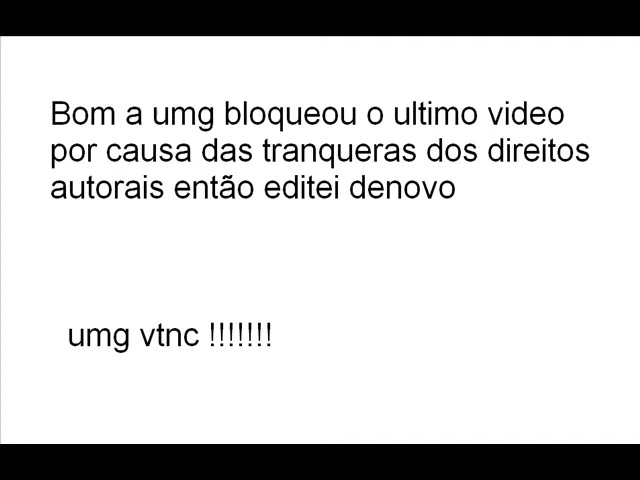 Bom a umg bloqueou o ultimo video
por causa das tranqueras dos direitos
autorais então editei denovo
umg vtnc !!!!!!!